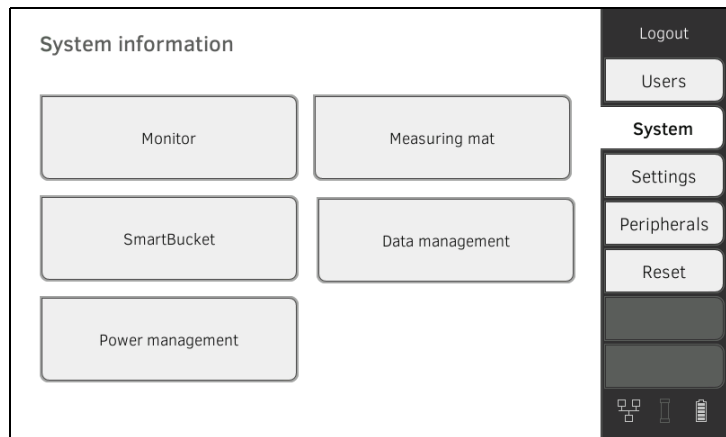 System information
Monitor
Measuring mat
SmartBucket
Data management
Power management
Logout
Users
System
Settings
Peripherals
Reset